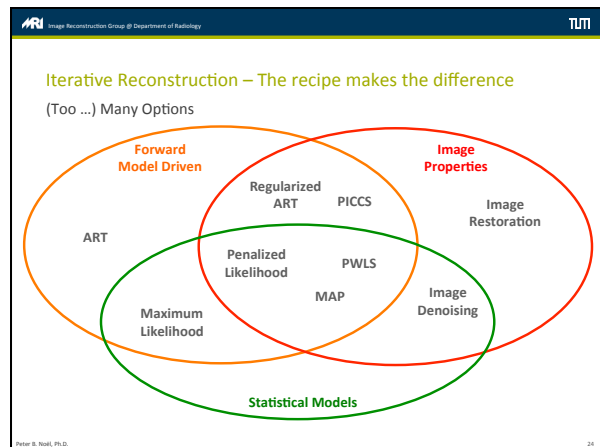 MRI Image Reconstruction Group @ Department of Radiology TUM
Iterative Reconstruction – The recipe makes the difference
(Too ...) Many Options
Forward
Model Driven
Image
Properties
Regularized
ART
PICCS
Image
Restoration
ART
Penalized
Likelihood
PWLS
MAP
Image
Denoising
Maximum
Likelihood
Statistical Models
Peter B. Noël, Ph.D.
24